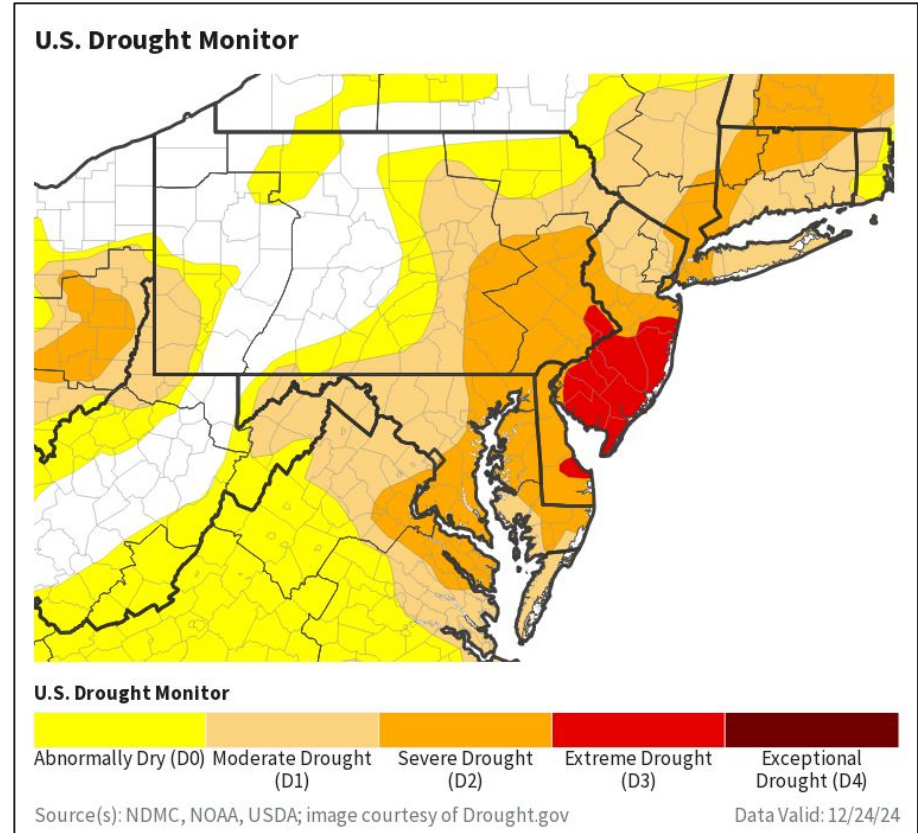 U.S. Drought Monitor
U.S. Drought Monitor
Abnormally Dry (D0)
Moderate Drought
(D1)
Severe Drought
(D2)
Extreme Drought
(D3)
Exceptional
Drought (D4)
Source(s): NDMC, NOAA, USDA; image courtesy of Drought.gov
Data Valid: 12/24/24